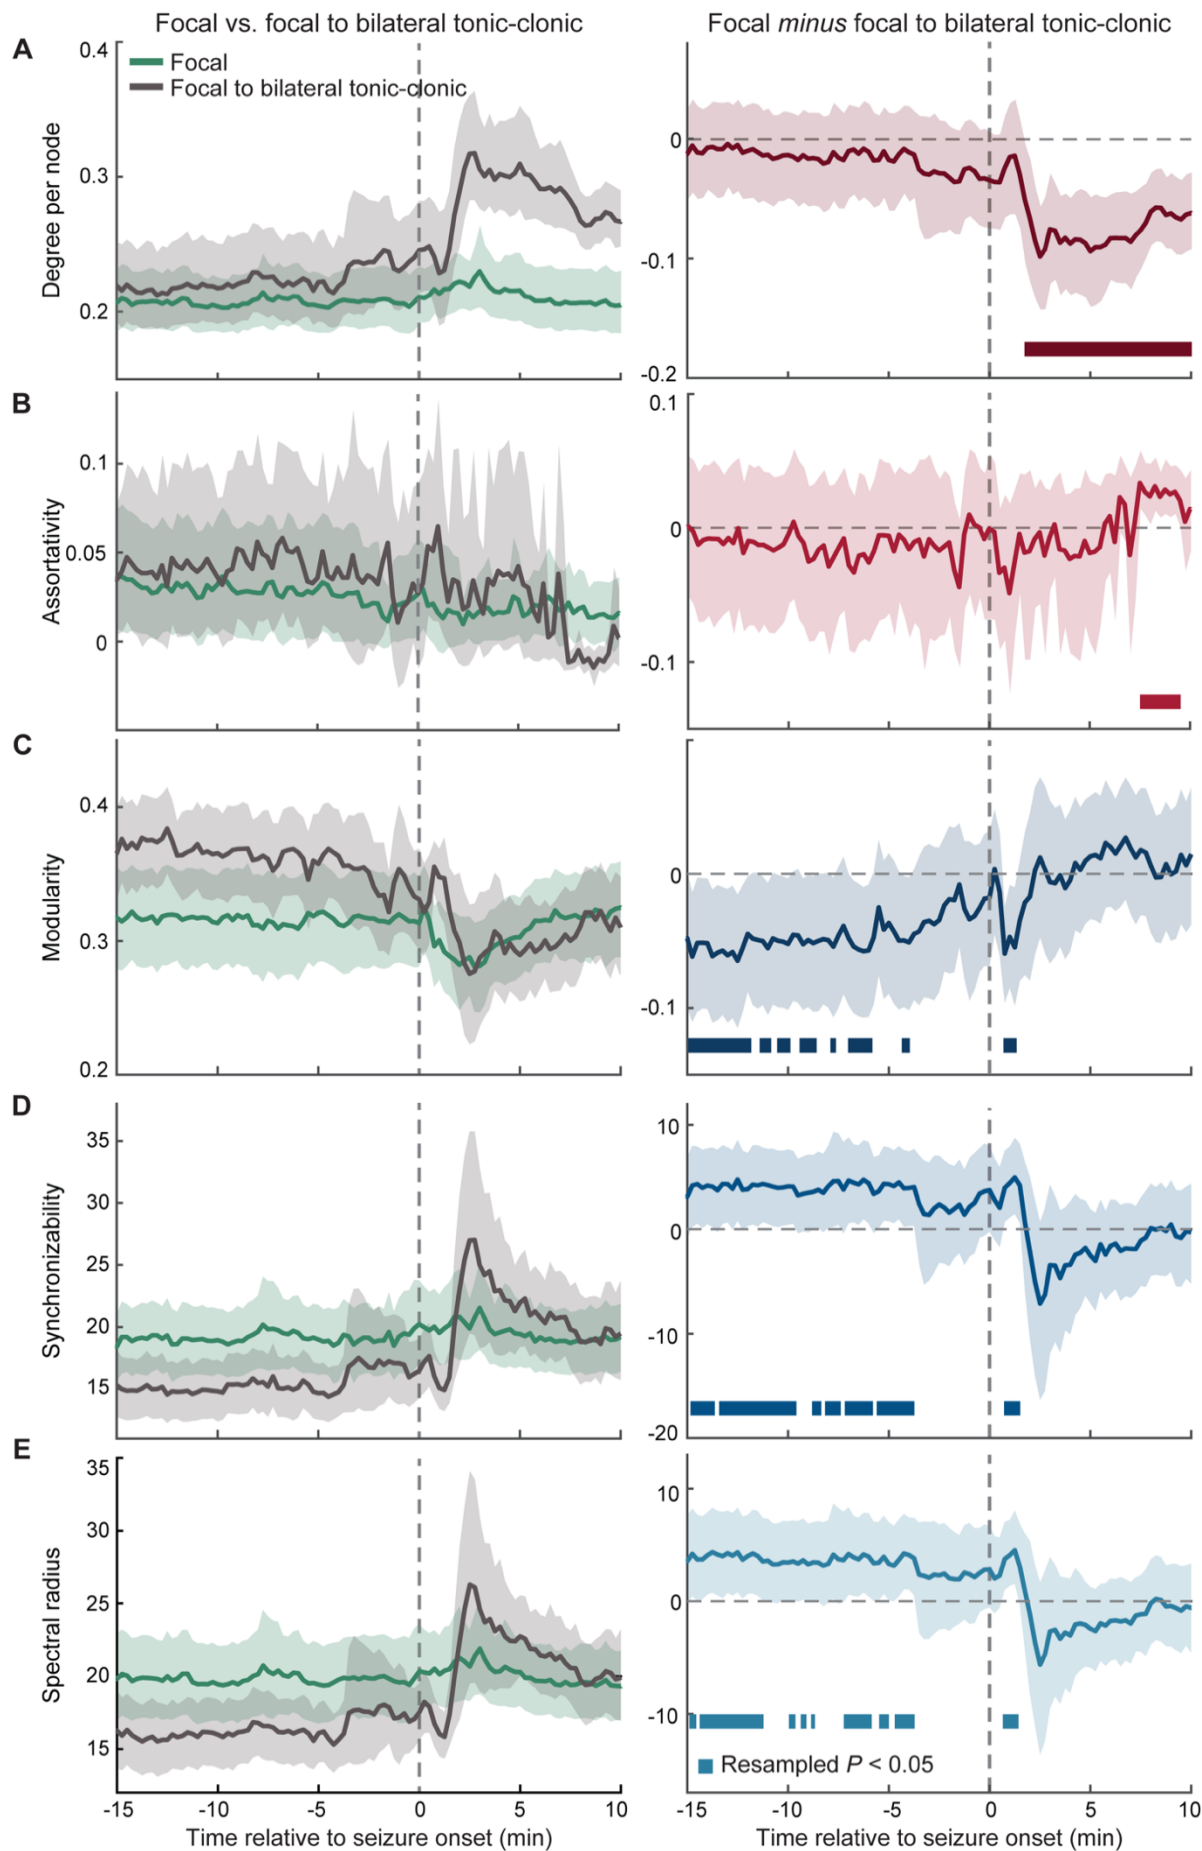 Focal vs. focal to bilateral tonic-clonic
Focal minus focal to bilateral tonic-clonic
A
Focal
Focal to bilateral tonic-clonic
Degree per node
0.4
0.3
0.2
0
-0.1
-0.2
B
Assortativity
0.1
0.05
0
0.1
0
-0.1
C
Modularity
0.4
0.3
0.2
0
-0.1
D
Synchronizability
35
30
25
20
15
10
0
-10
-20
E
Spectral radius
35
30
25
20
15
10
0
-10
Resampled P < 0.05
-15 -10 -5 0 5 10
Time relative to seizure onset (min)
-15 -10 -5 0 5 10
Time relative to seizure onset (min)